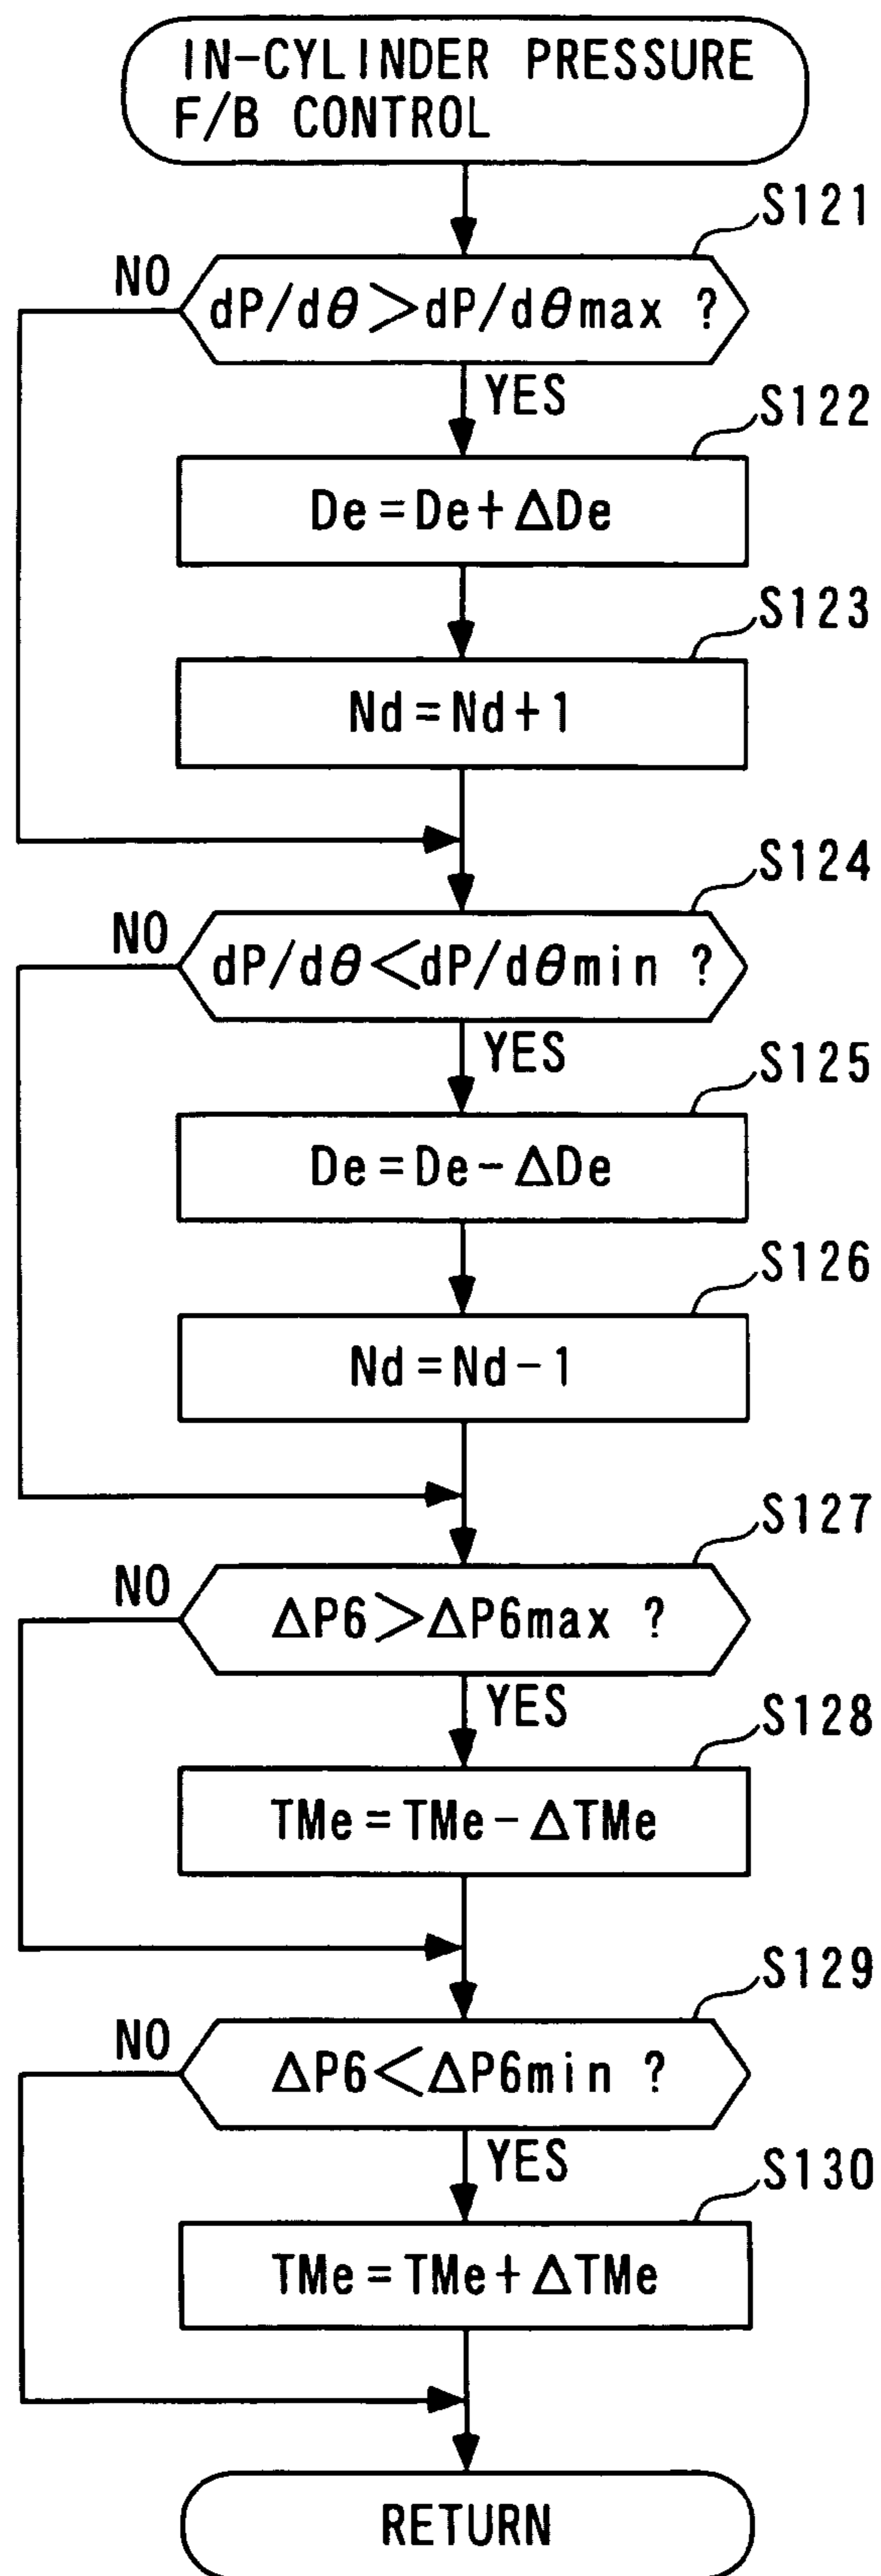 IN-CYLINDER PRESSURE
F/B CONTROL
S121
NO
dP/dθ>dP/dθmax ?
YES
S122
De=De+ΔDe
S123
Nd=Nd+1
S124
NO
dP/dθ<dP/dθmin ?
YES
S125
De=De-ΔDe
S126
Nd=Nd-1
S127
NO
ΔP6>ΔP6max ?
YES
S128
TMe=TMe-ΔTMe
S129
NO
ΔP6<ΔP6min ?
YES
S130
TMe=TMe+ΔTMe
RETURN